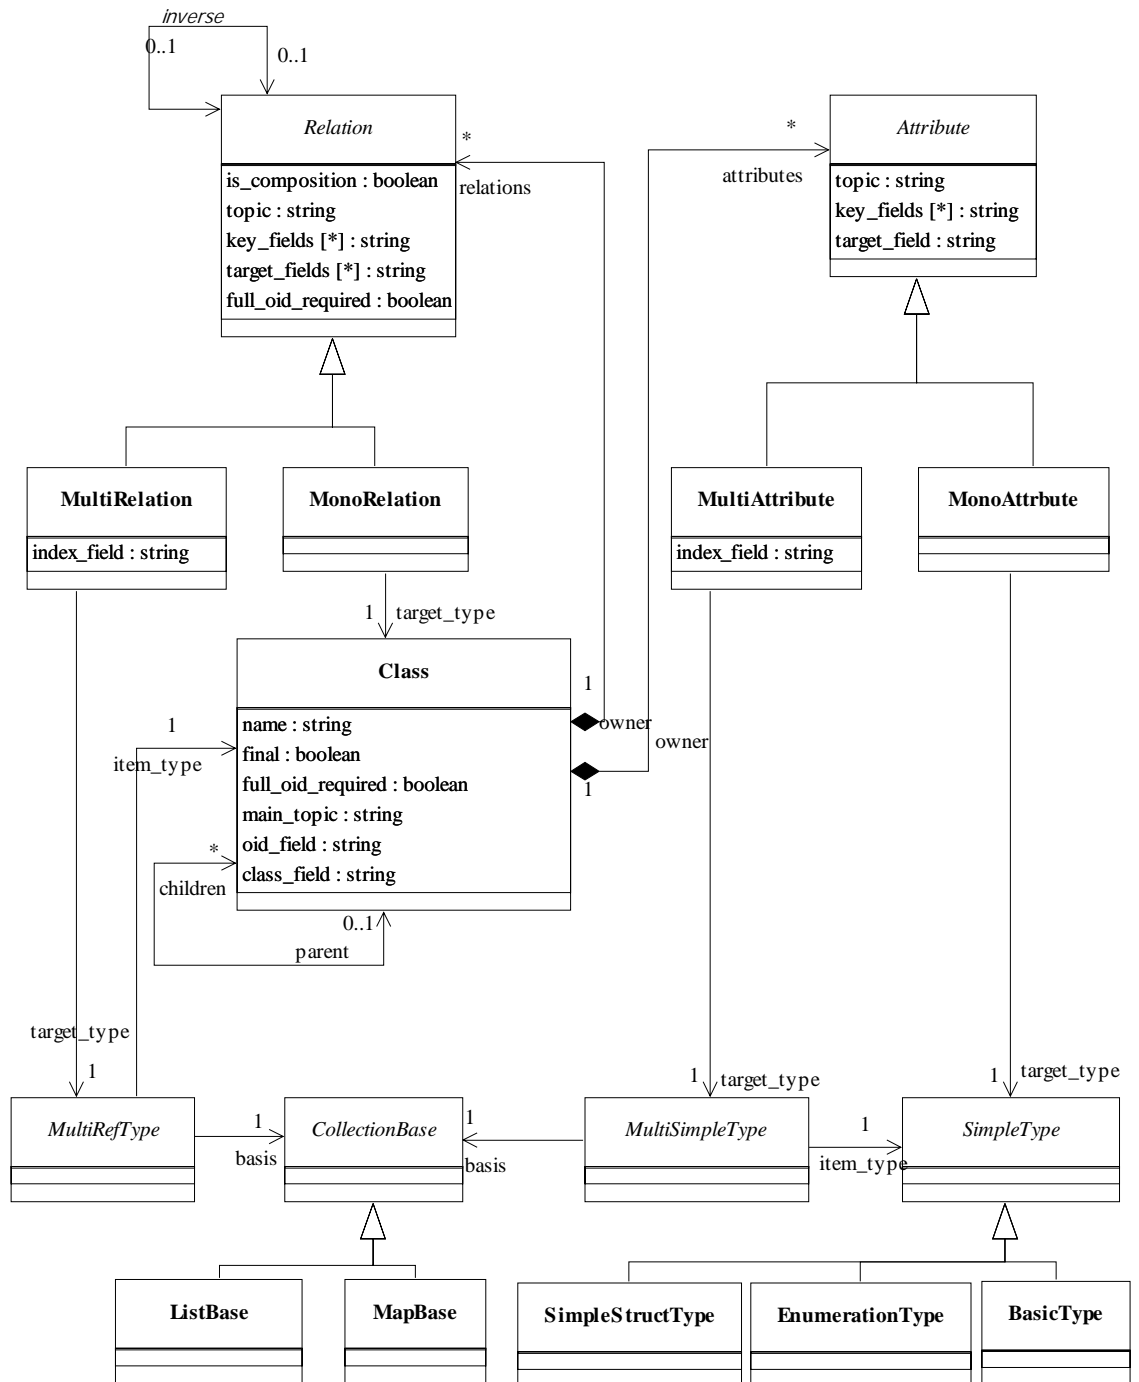 inverse
0..1
0..1
Relation
*
relations
is_composition : boolean
topic : string
key_fields [*] : string
target_fields [*] : string
full_oid_required : boolean
*
attributes
Attribute
topic : string
key_fields [*] : string
target_field : string
MultiRelation
index_field : string
MonoRelation
MultiAttribute
index_field : string
MonoAttrbute
1
target_type
Class
name : string
final : boolean
full_oid_required : boolean
main_topic : string
oid_field : string
class_field : string
1
owner
owner
1
1
item_type
*
children
0..1
parent
target_type
1
1
target_type
1
target_type
MultiRefType
1
basis
CollectionBase
1
basis
MultiSimpleType
1
item_type
SimpleType
ListBase
MapBase
SimpleStructType
EnumerationType
BasicType